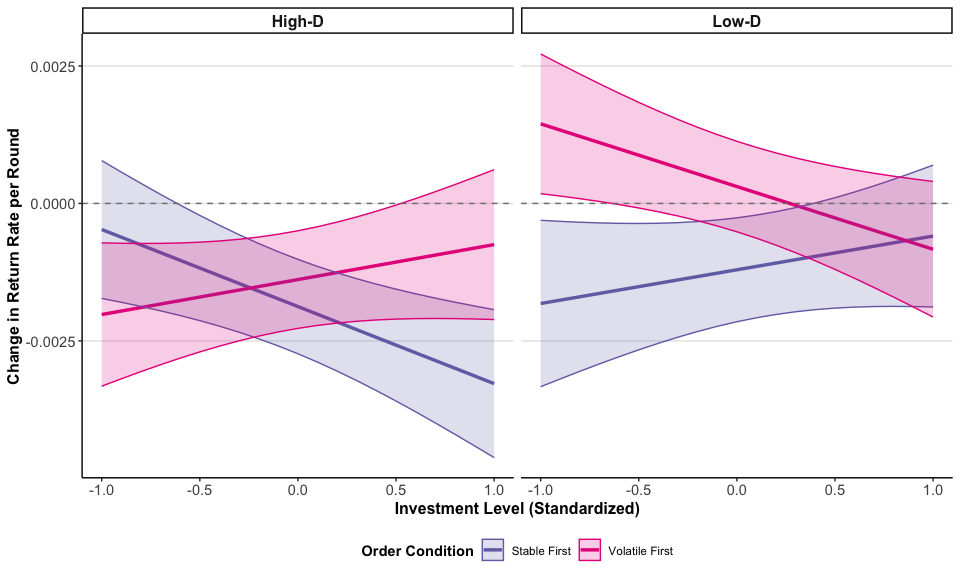 High-D
Low-D
Change in Return Rate per Round
0.0025
0.0000
-0.0025
-1.0 -0.5 0.0 0.5 1.0
-1.0 -0.5 0.0 0.5 1.0
Investment Level (Standardized)
Order Condition Stable First Volatile First